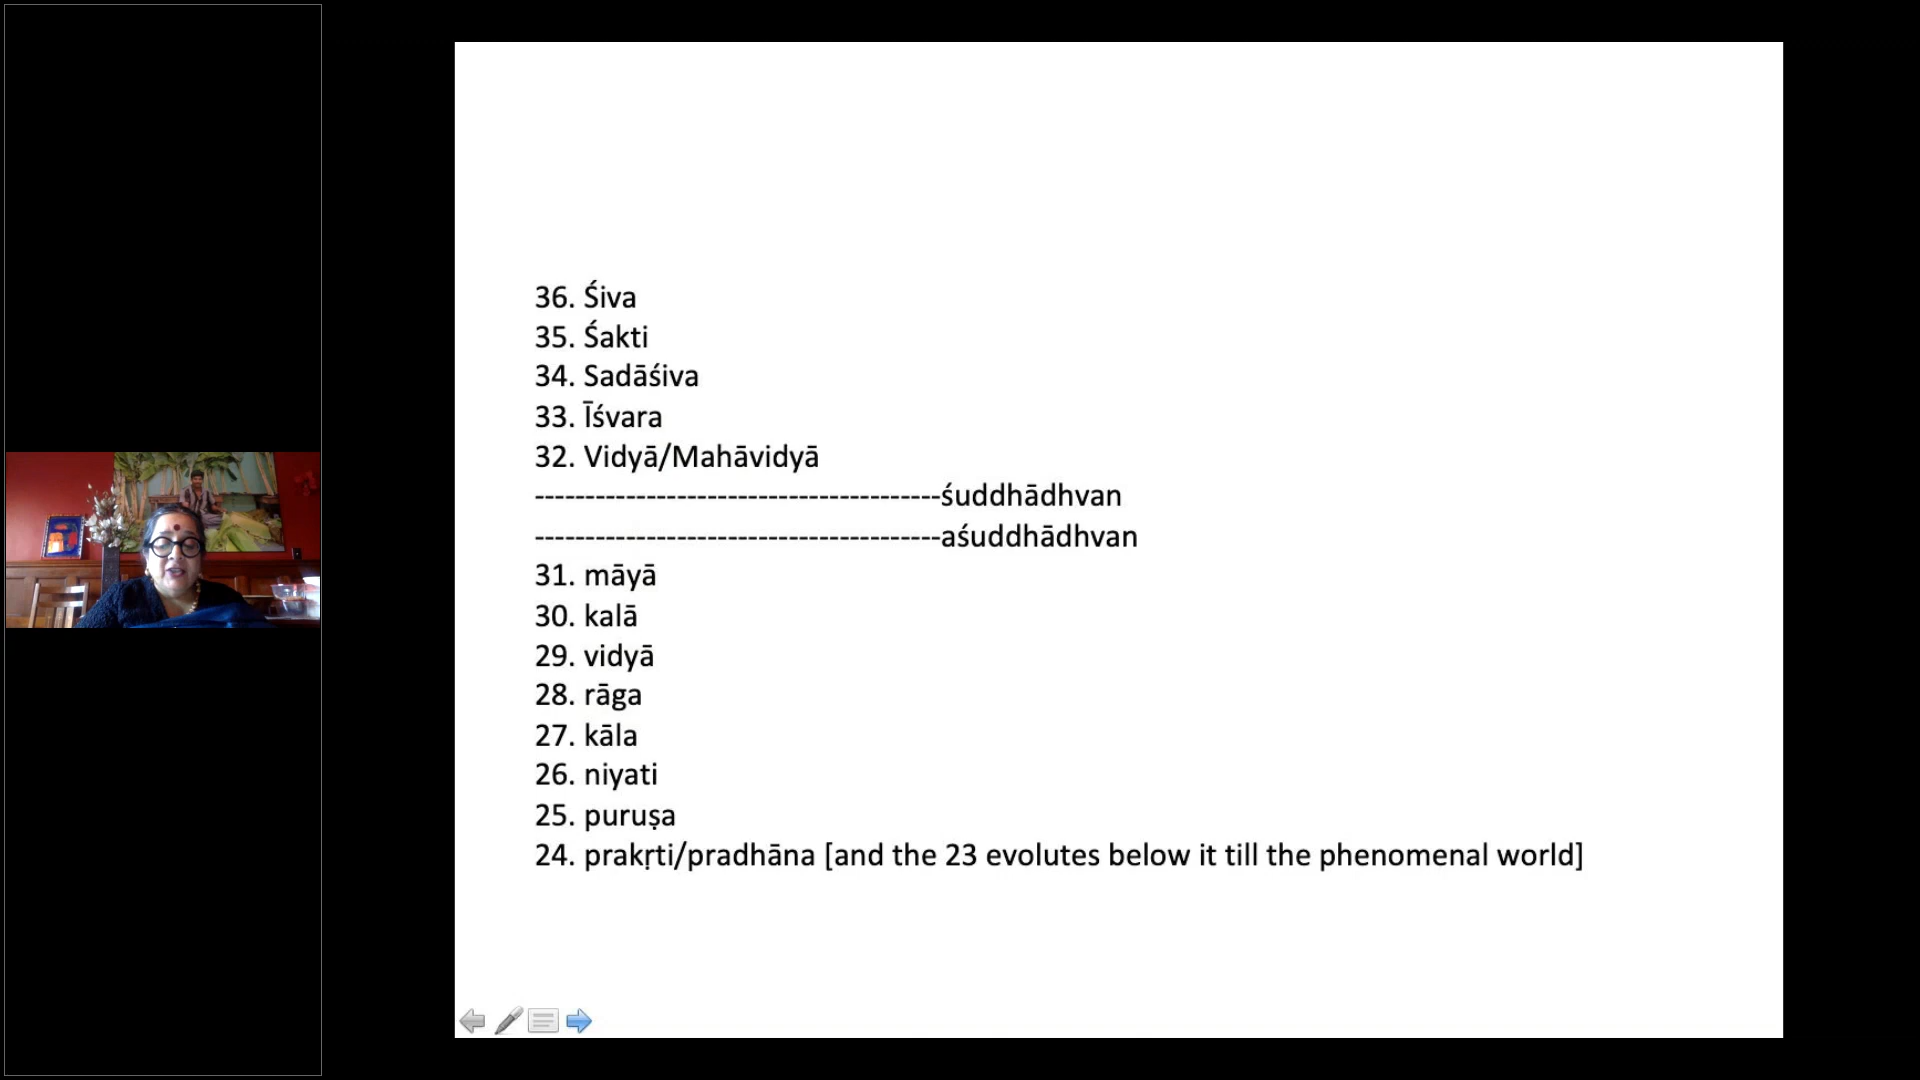 36. Śiva
35. Śakti
34. Sadāśiva
33. Īśvara
32. Vidyā/Mahāvidyā
----------------------------------------śuddhādhvan
----------------------------------------aśuddhādhvan
31. māyā
30. kalā
29. vidyā
28. rāga
27. kāla
26. niyati
25. puruṣa
24. prakṛti/pradhāna [and the 23 evolutes below it till the phenomenal world]